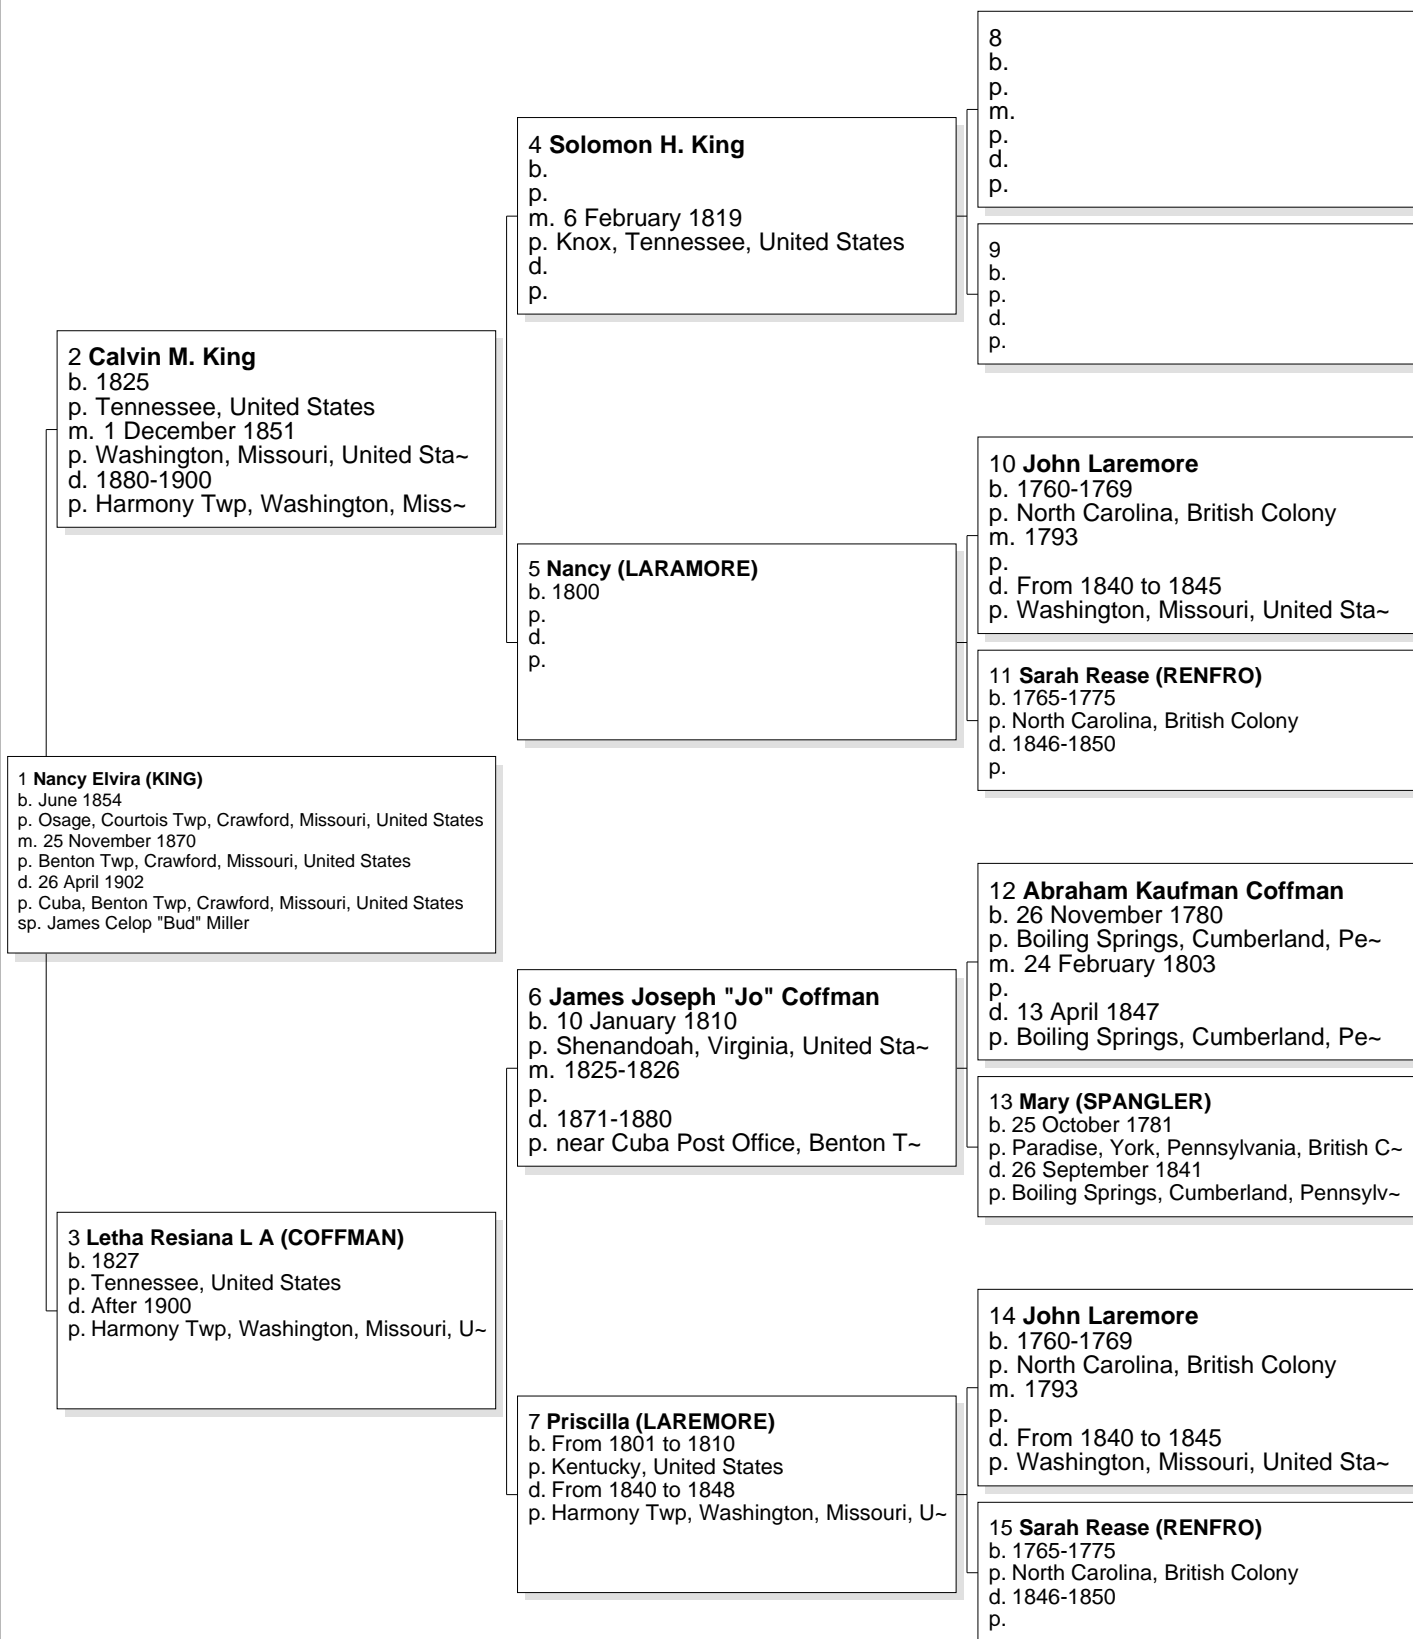 8
b.
p.
m.
p.
d.
p.
4 Solomon H. King
b.
p.
m. 6 February 1819
p. Knox, Tennessee, United States
d.
p.
9
b.
p.
d.
p.
2 Calvin M. King
b. 1825
p. Tennessee, United States
m. 1 December 1851
p. Washington, Missouri, United Sta~
d. 1880-1900
p. Harmony Twp, Washington, Miss~
10 John Laremore
b. 1760-1769
p. North Carolina, British Colony
m. 1793
p.
d. From 1840 to 1845
p. Washington, Missouri, United Sta~
5 Nancy (LARAMORE)
b. 1800
p.
d.
p.
11 Sarah Rease (RENFRO)
b. 1765-1775
p. North Carolina, British Colony
d. 1846-1850
p.
1 Nancy Elvira (KING)
b. June 1854
p. Osage, Courtois Twp, Crawford, Missouri, United States
m. 25 November 1870
p. Benton Twp, Crawford, Missouri, United States
d. 26 April 1902
p. Cuba, Benton Twp, Crawford, Missouri, United States
sp. James Celop "Bud" Miller
12 Abraham Kaufman Coffman
b. 26 November 1780
p. Boiling Springs, Cumberland, Pe~
m. 24 February 1803
p.
d. 13 April 1847
p. Boiling Springs, Cumberland, Pe~
6 James Joseph "Jo" Coffman
b. 10 January 1810
p. Shenandoah, Virginia, United Sta~
m. 1825-1826
p.
d. 1871-1880
p. near Cuba Post Office, Benton T~
13 Mary (SPANGLER)
b. 25 October 1781
p. Paradise, York, Pennsylvania, British C~
d. 26 September 1841
p. Boiling Springs, Cumberland, Pennsylv~
3 Letha Resiana L A (COFFMAN)
b. 1827
p. Tennessee, United States
d. After 1900
p. Harmony Twp, Washington, Missouri, U~
14 John Laremore
b. 1760-1769
p. North Carolina, British Colony
m. 1793
p.
d. From 1840 to 1845
p. Washington, Missouri, United Sta~
7 Priscilla (LAREMORE)
b. From 1801 to 1810
p. Kentucky, United States
d. From 1840 to 1848
p. Harmony Twp, Washington, Missouri, U~
15 Sarah Rease (RENFRO)
b. 1765-1775
p. North Carolina, British Colony
d. 1846-1850
p.